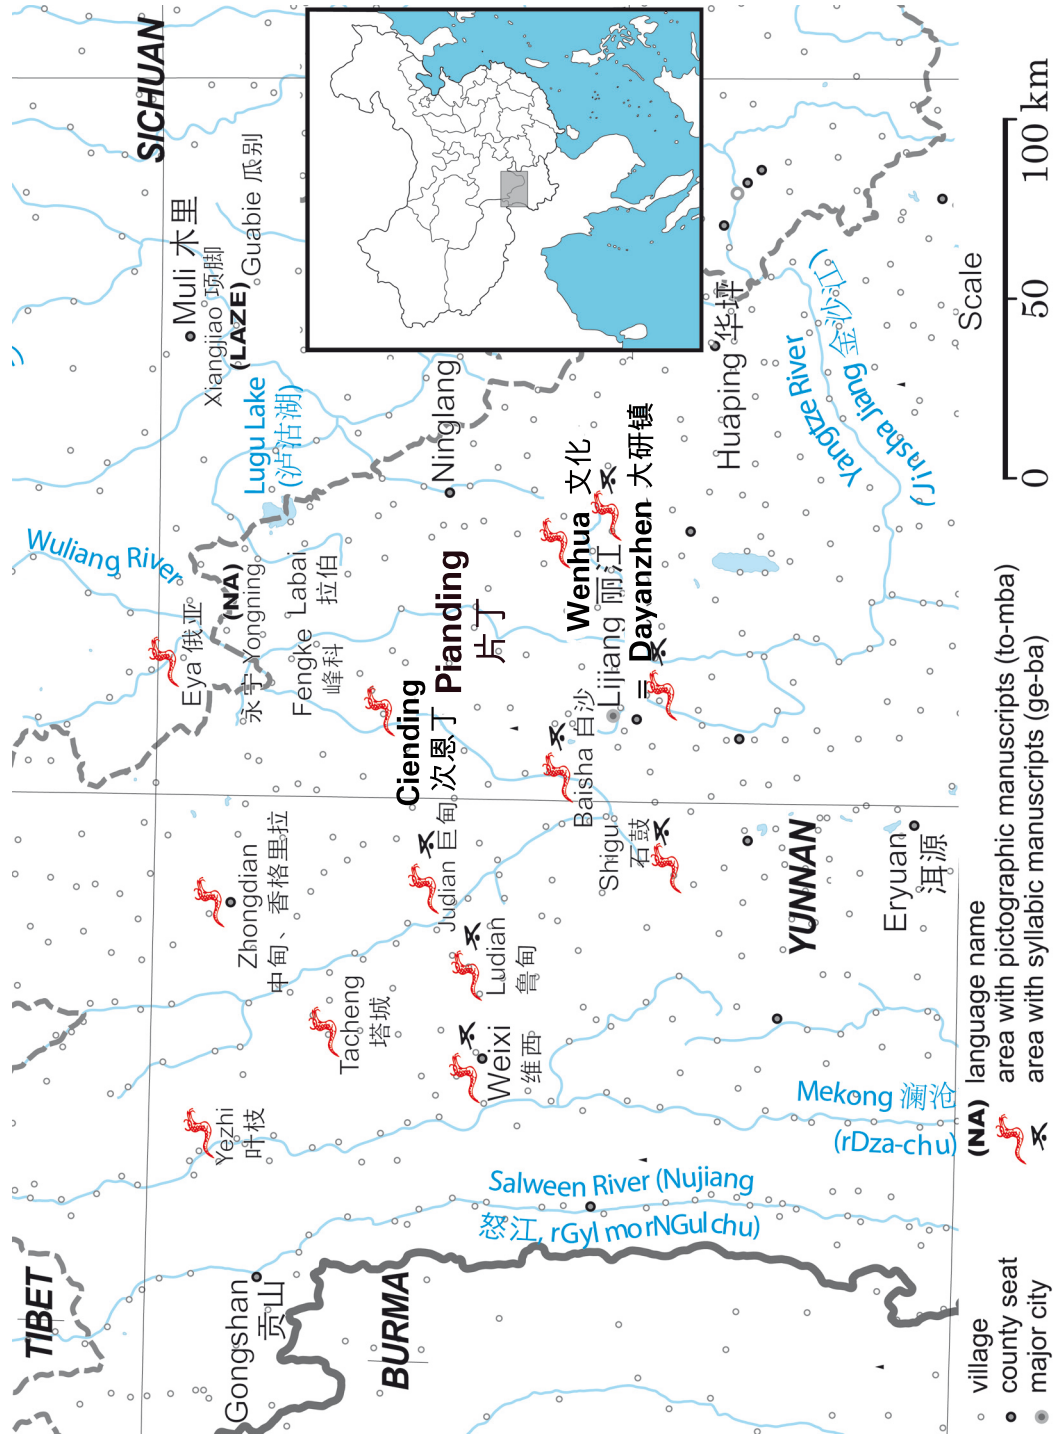 TIBET
SICHUAN
Wuliang River
Muli 木里
Xiangjiao 项脚
(LAZE)
Guabie 瓜别
Lugu Lake
(泸沽湖)
Eya 俄亚
(NA)
永宁 Yongning
Labai
拉伯
Fengke
峰科
Gongshan
贡山
Yezhi
叶枝
Zhongdian
中甸、香格里拉
Tacheng
塔城
Ciending
次恩丁
Pianding
片丁
Ninglang
Judian 巨甸
Ludian
鲁甸
Weixi
维西
BURMA
Salween River (Nujiang
怒江, rGyl morNGul chu)
Wenhua 文化
Baisha 白沙
Lijiang 丽江
= Dayanzhen 大研镇
Shigu
石鼓
Huaping 华坪
YUNNAN
Yangtze River
(Jinsha Jiang 金沙江)
Mekong 澜沧
(rDza-chu)
Eryuan
洱源
village
county seat
major city
(NA) language name
area with pictographic manuscripts (to-mba)
area with syllabic manuscripts (ge-ba)
Scale
0 50 100 km